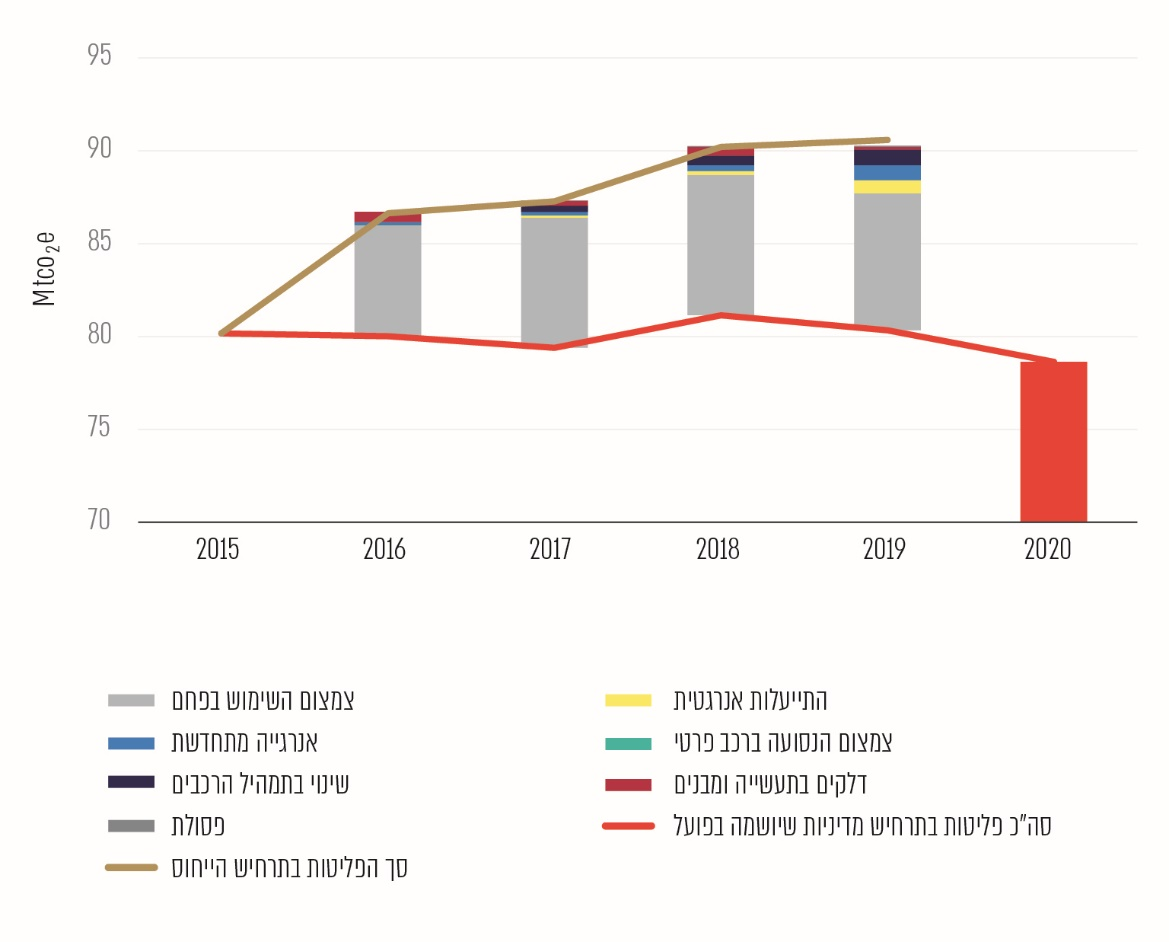 95
90
85
80
75
70
Mtco₂e
2015 2016 2017 2018 2019 2020
צמצום השימוש בפחם
התייעלות אנרגטית
אנרגייה מתחדשת
צמצום הנסועה ברכב פרטי
שינוי בתמהיל הרכבים
דלקים בתעשייה ומבנים
פסולת
סה"כ פליטות בתרחיש מדיניות שיושמה בפועל
סך הפליטות בתרחיש הייחוס